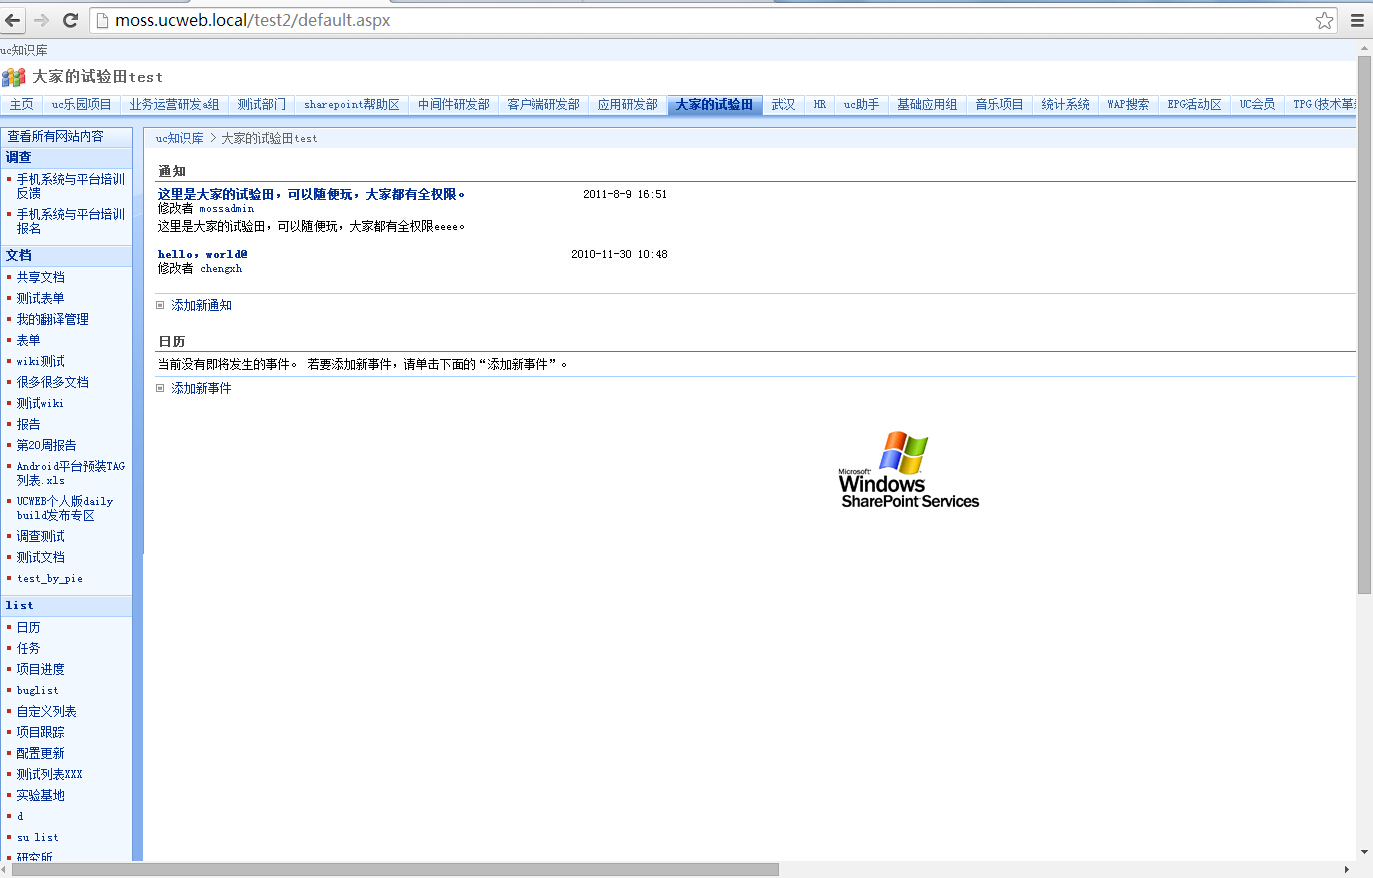 moss.ucweb.local/test2/default.aspx
uc知识库
大家的试验田test
主页 uc乐园项目 业务运营研发a组 测试部门 sharepoint帮助区 中间件研发部 客户端研发部 应用研发部 大家的试验田 武汉 HR uc助手 基础应用组 音乐项目 统计系统 WAP搜索 EPG活动区 UC会员 TPG(技术革
查看所有网站内容
调查
手机系统与平台培训
反馈
手机系统与平台培训
报名
文档
共享文档
测试表单
我的翻译管理
表单
wiki测试
很多很多文档
测试wiki
报告
第20周报告
Android平台预装TAG
列表.xls
UCWEB个人版daily
build发布专区
调查测试
测试文档
test_by_pie
list
日历
任务
项目进度
buglist
自定义列表
项目跟踪
配置更新
测试列表XXX
实验基地
d
su list
研究所
uc知识库 > 大家的试验田test
通知
这里是大家的试验田，可以随便玩，大家都有全权限。 2011-8-9 16:51
修改者 mossadmin
这里是大家的试验田，可以随便玩，大家都有全权限eeee。
hello，world@ 2010-11-30 10:48
修改者 chengxh
添加新通知
日历
当前没有即将发生的事件。 若要添加新事件，请单击下面的“添加新事件”。
添加新事件
Microsoft
Windows
SharePoint Services